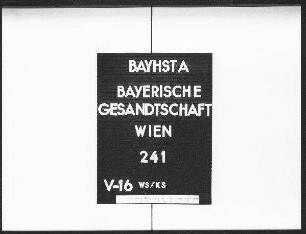 BAYHSTA
BAYERISCHE
GESANDTSCHAFT
WIEN
241
V-16 WS/KS